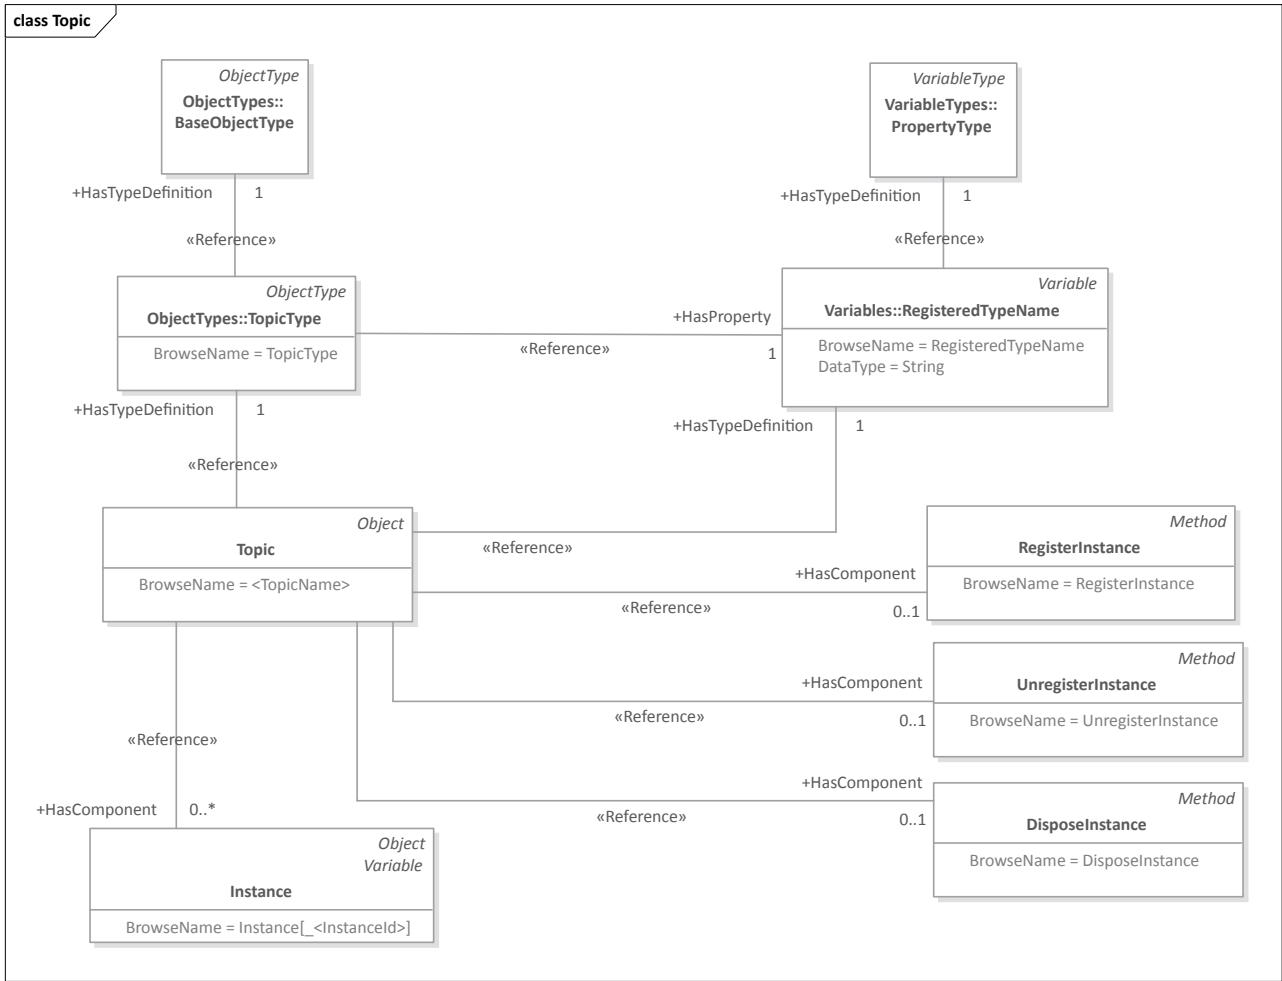 class Topic
ObjectType
ObjectTypes::
BaseObjectType
VariableType
VariableTypes::
PropertyType
+HasTypeDefinition
1
+HasTypeDefinition
1
«Reference»
«Reference»
ObjectType
ObjectTypes::TopicType
BrowseName = TopicType
Variable
Variables::RegisteredTypeName
BrowseName = RegisteredTypeName
DataType = String
+HasProperty
«Reference»
1
+HasTypeDefinition
1
+HasTypeDefinition
1
«Reference»
Object
Topic
BrowseName = <TopicName>
«Reference»
Method
RegisterInstance
BrowseName = RegisterInstance
+HasComponent
«Reference»
0..1
Method
UnregisterInstance
BrowseName = UnregisterInstance
+HasComponent
«Reference»
0..1
«Reference»
+HasComponent
0..*
+HasComponent
«Reference»
0..1
Method
DisposeInstance
BrowseName = DisposeInstance
Object
Variable
Instance
BrowseName = Instance[_<InstanceId>]